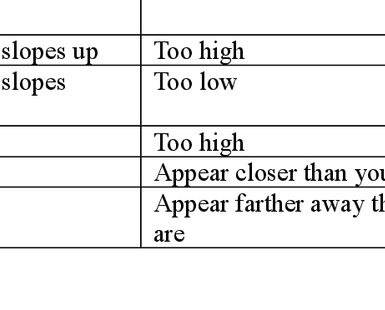 slopes up Too high
slopes Too low
Too high
Appear closer than you
Appear farther away th
are